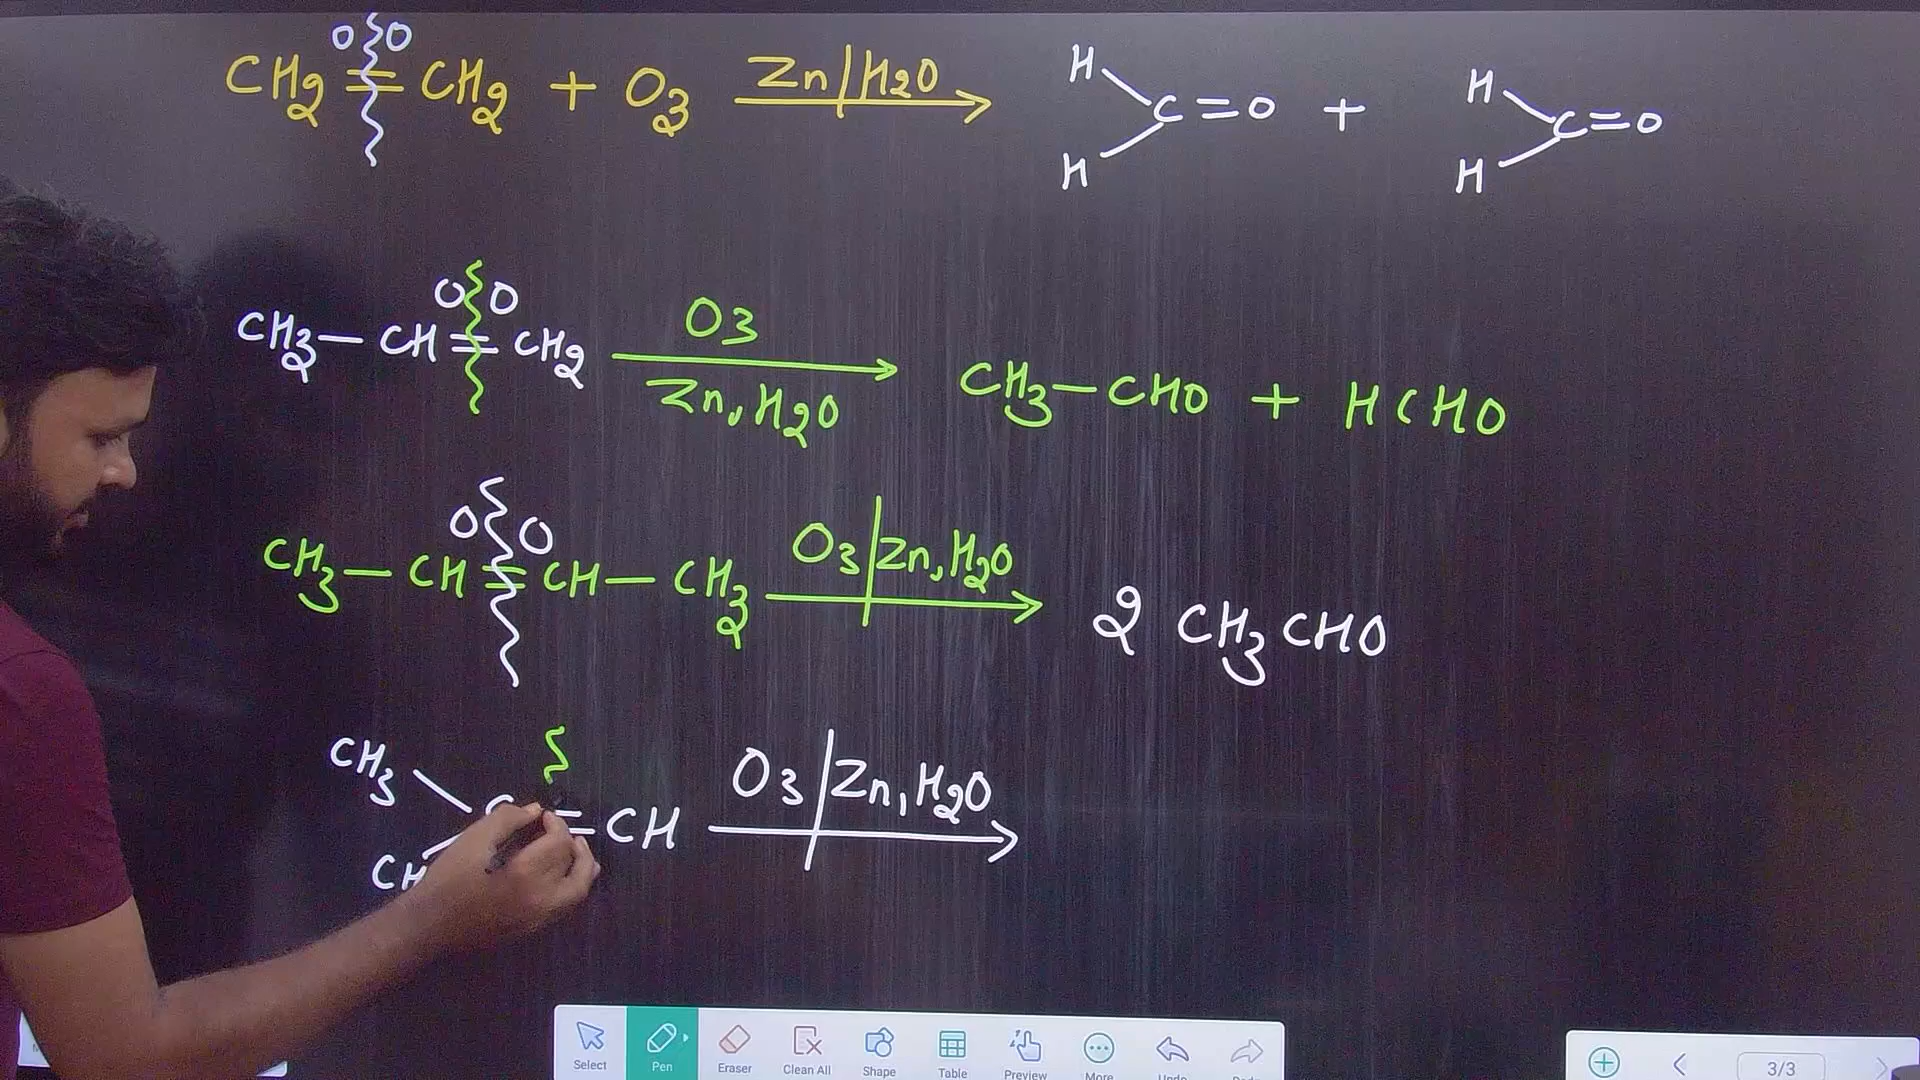 O O
CH2 = CH2 + O3 Zn/H2O → H H C=O + H H C=O
O O
CH3—CH=CH2 O3 Zn, H2O → CH3—CHO + HCHO
O O
CH3—CH=CH—CH3 O3/Zn, H2O → 2 CH3CHO
CH3 =CH O3/Zn, H2O →
Select Pen Eraser Clean All Shape Table Preview More Undo
3/3